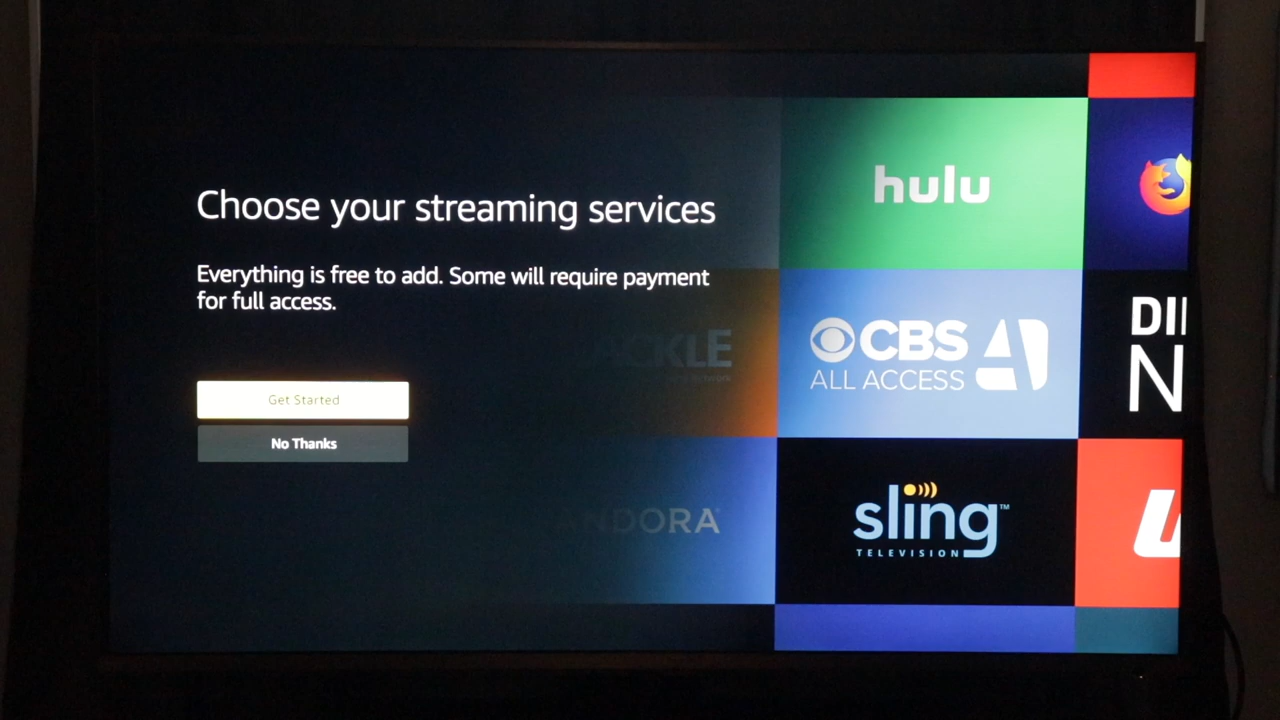 Choose your streaming services
Everything is free to add. Some will require payment
for full access.
Get Started
No Thanks
hulu
CBS
ALL ACCESS
sling™
TELEVISION